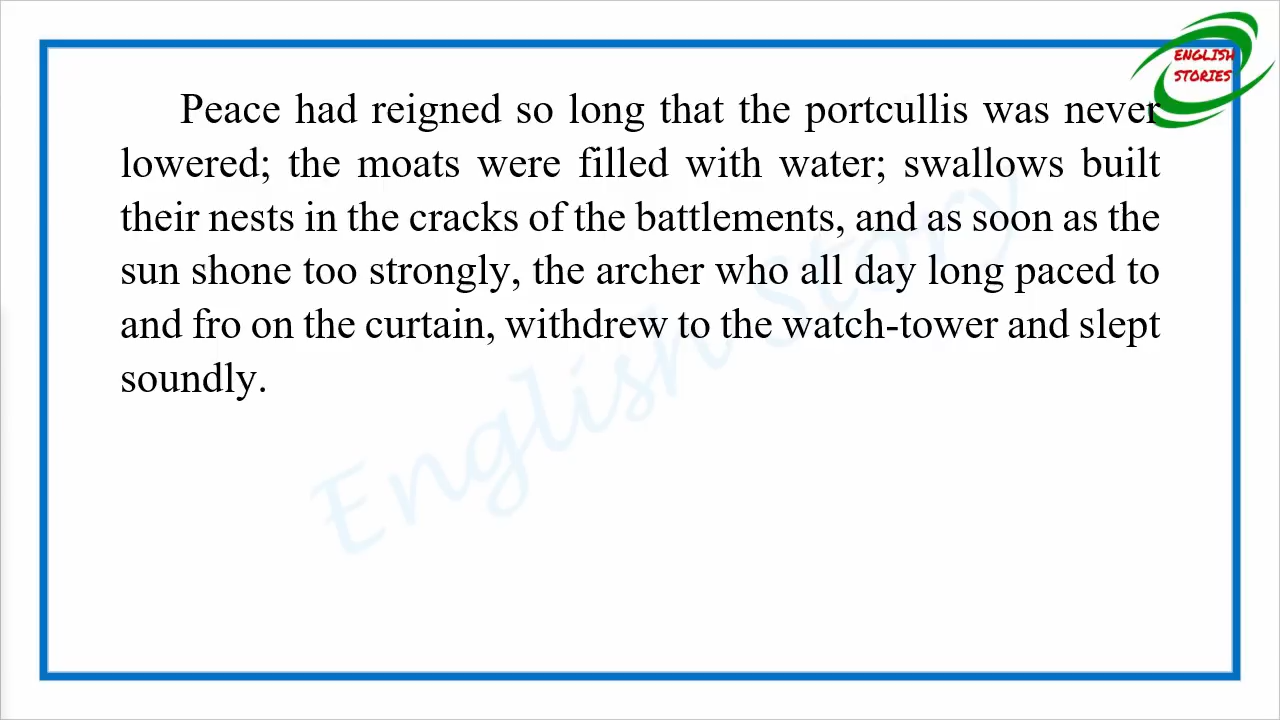 ENGLISH
STORIES
Peace had reigned so long that the portcullis was never
lowered; the moats were filled with water; swallows built
their nests in the cracks of the battlements, and as soon as the
sun shone too strongly, the archer who all day long paced to
and fro on the curtain, withdrew to the watch-tower and slept
soundly.
English Story